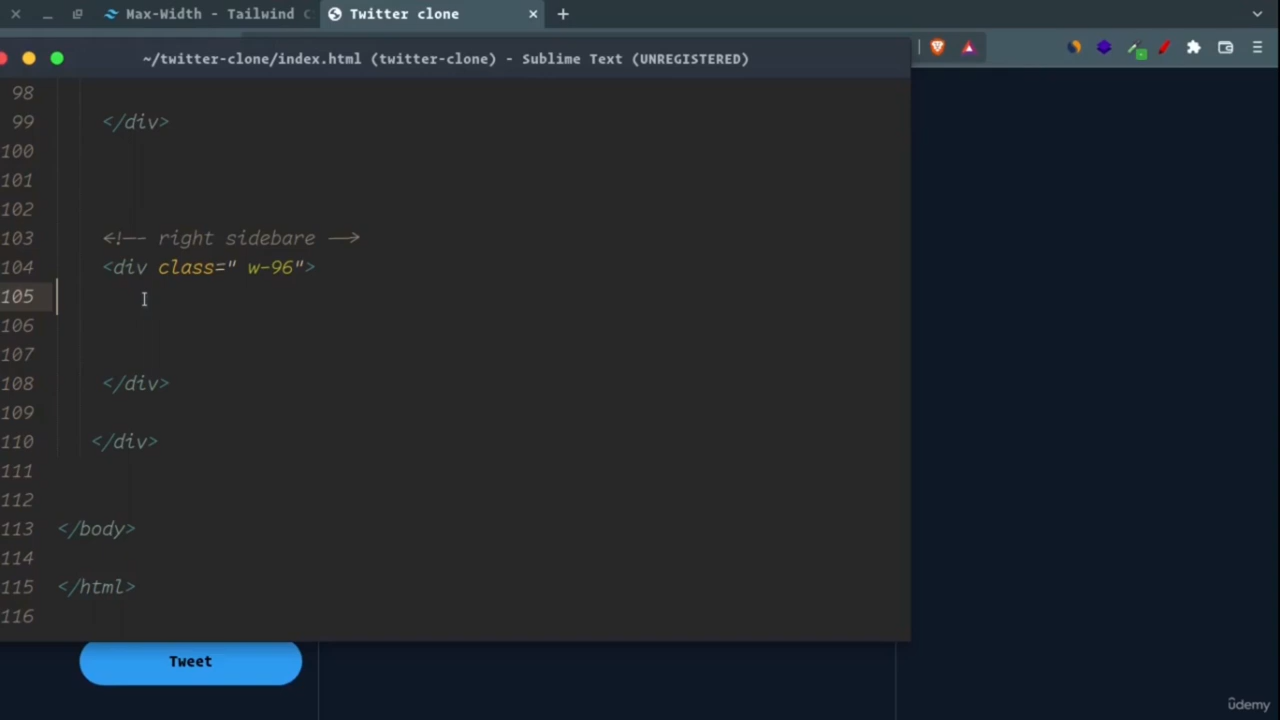 Max-Width - Tailwind C
Twitter clone
~/twitter-clone/index.html (twitter-clone) - Sublime Text (UNREGISTERED)
98
99 </div>
100
101
102
103 <!-- right sidebare -->
104 <div class=" w-96">
105
106
107
108 </div>
109
110 </div>
111
112
113 </body>
114
115 </html>
116
Tweet
ûdemy